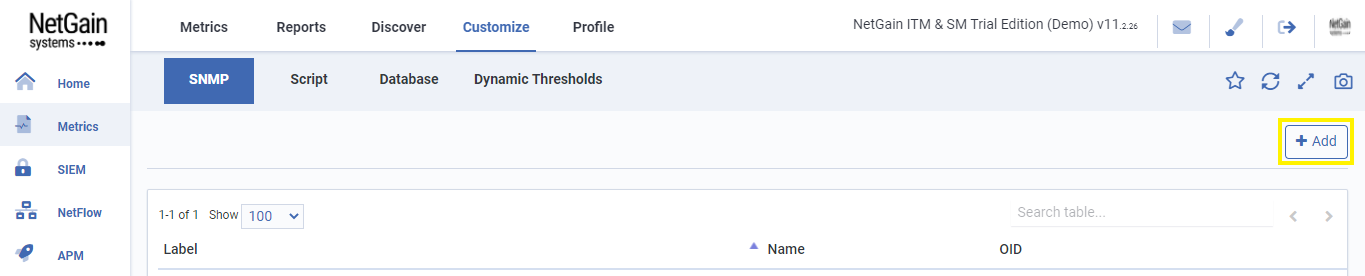 NetGain
systems
Metrics Reports Discover Customize Profile
NetGain ITM & SM Trial Edition (Demo) v11.2.26
NetGain
systems
Home
Metrics
SIEM
NetFlow
APM
SNMP Script Database Dynamic Thresholds
+ Add
1-1 of 1 Show 100
Search table...
Label Name OID